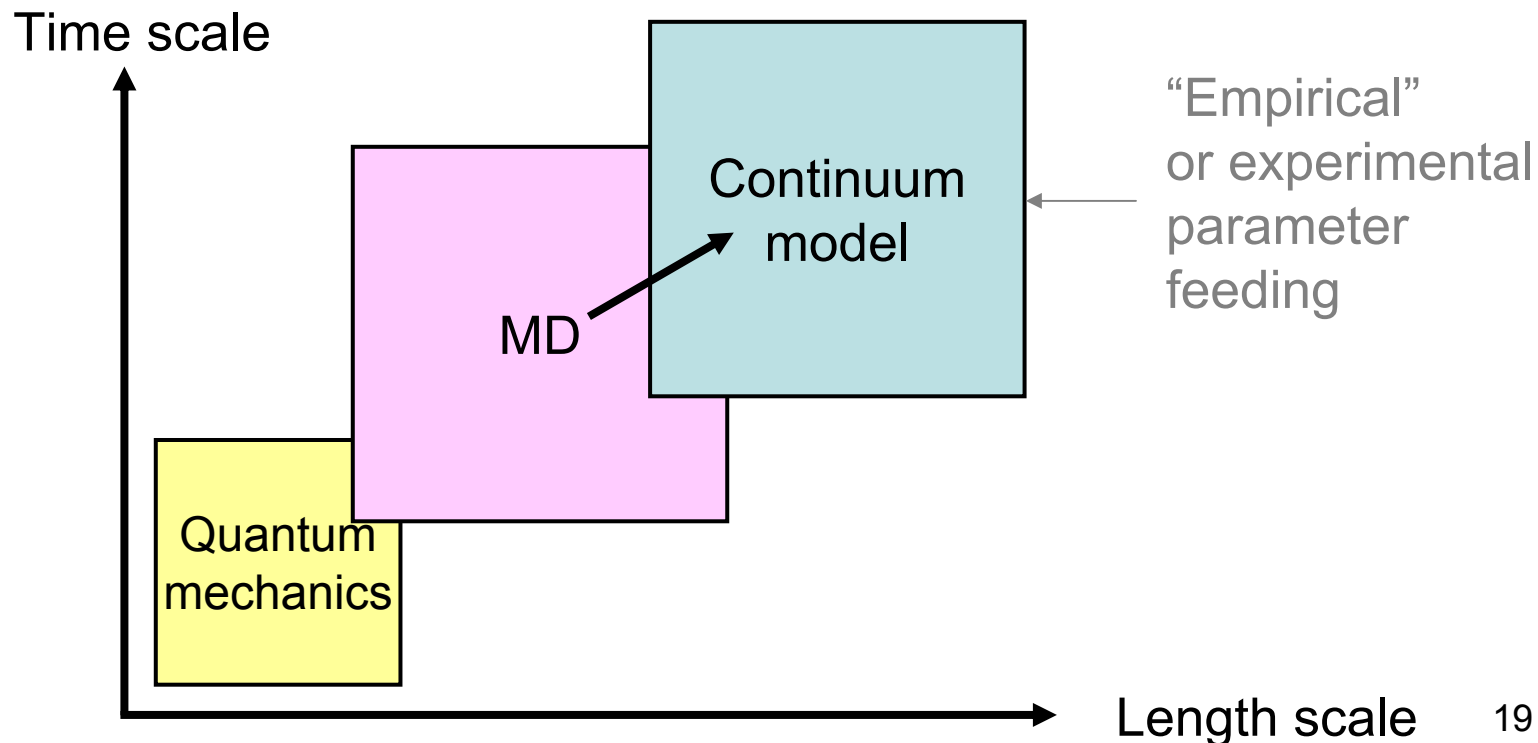 Time scale
“Empirical”
or experimental
parameter
feeding
Continuum
model
MD
Quantum
mechanics
Length scale
19